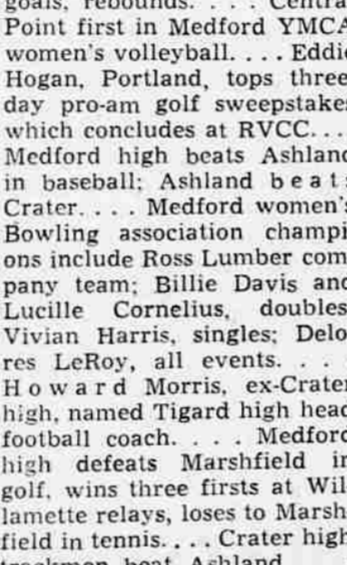 goals, rebounds. . . . Centra
Point first in Medford YMCA
women's volleyball. . . . Eddie
Hogan, Portland, tops three
day pro-am golf sweepstake
which concludes at RVCC. . .
Medford high beats Ashland
in baseball; Ashland b e a t
Crater. . . . Medford women's
Bowling association champi
ons include Ross Lumber com
pany team; Billie Davis and
Lucille Cornelius, doubles
Vivian Harris, singles; Delo
res LeRoy, all events. . . .
H o w a r d Morris, ex-Crater
high, named Tigard high head
football coach. . . . Medford
high defeats Marshfield in
golf, wins three firsts at Wil
lamette relays, loses to Marsh
field in tennis. . . . Crater high
trackmen beat Ashland